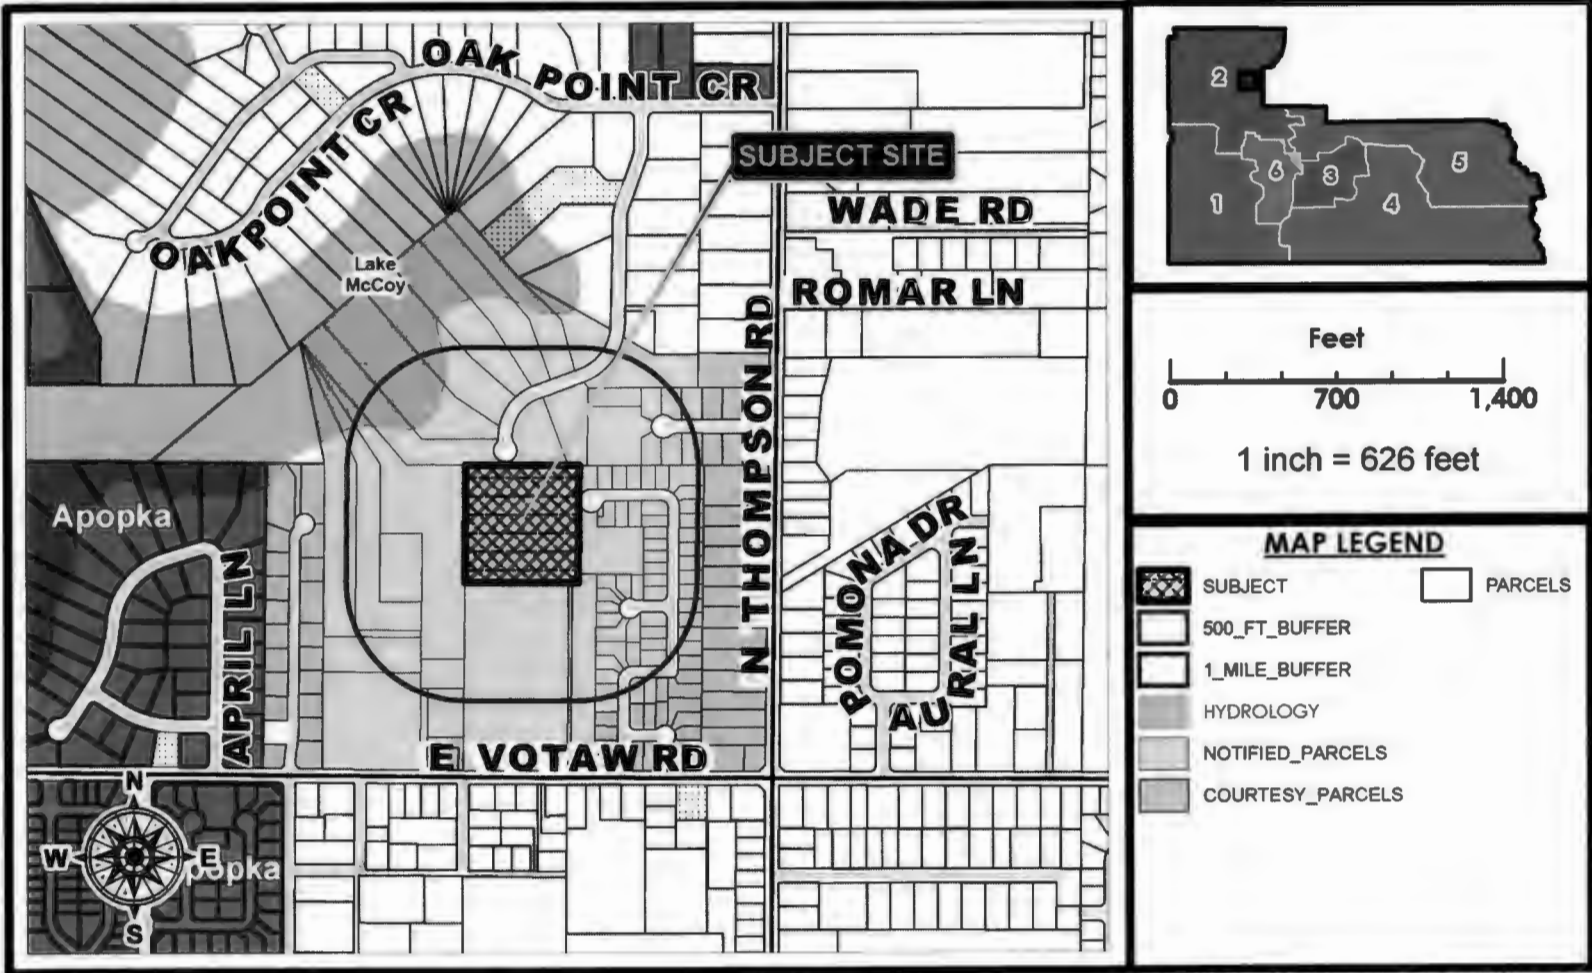 OAK POINT CR
OAK POINT CR
SUBJECT SITE
WADE RD
Lake
McCoy
ROMAR LN
N THOMPSON RD
Apopka
APRIL LN
POMONA DR
AURAL LN
E VOTAW RD
N
W
E
S
2
6
3
5
1
4
Feet
0 700 1,400
1 inch = 626 feet
MAP LEGEND
SUBJECT PARCELS
500_FT_BUFFER
1_MILE_BUFFER
HYDROLOGY
NOTIFIED_PARCELS
COURTESY_PARCELS